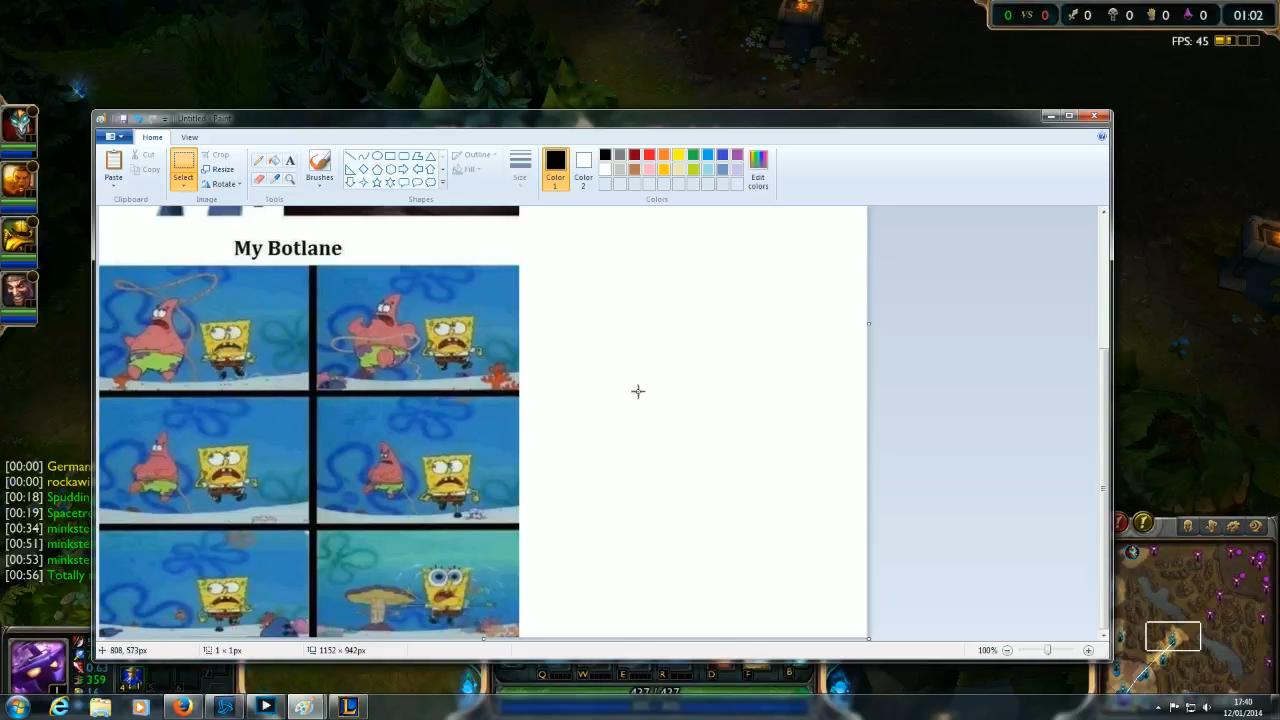 0 VS 0 0 0 0 0 01:02
FPS: 45
Untitled - Paint
Home View
Paste
Cut
Copy
Clipboard
Select
Crop
Resize
Rotate
Image
A
Tools
Brushes
Outline
Fill
Shapes
Size
Color 1
Color 2
Edit colors
Colors
My Botlane
[00:00] German
[00:00] rockawi
[00:18] Spuddin
[00:19] Spacetr
[00:34] minkste
[00:51] minkste
[00:53] minkste
[00:56] Totally
808, 573px
1 × 1px
1152 × 942px
100%
359
Q W E R D F B
437 / 437
17:40
12/01/2014